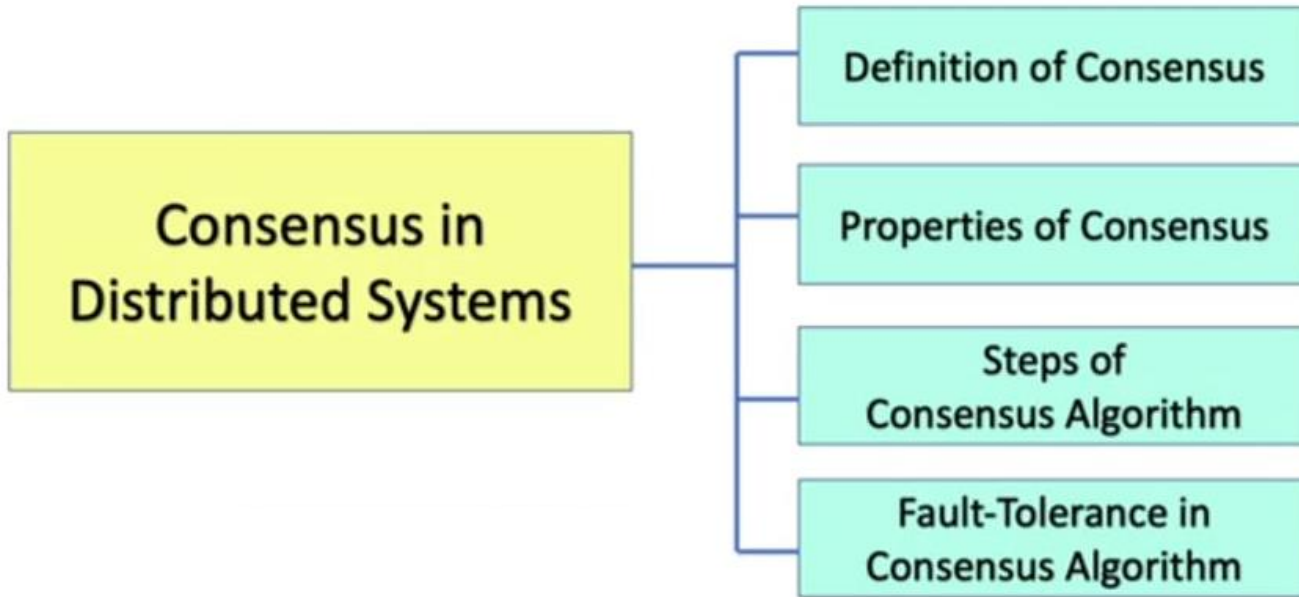 Consensus in
Distributed Systems
Definition of Consensus
Properties of Consensus
Steps of
Consensus Algorithm
Fault-Tolerance in
Consensus Algorithm